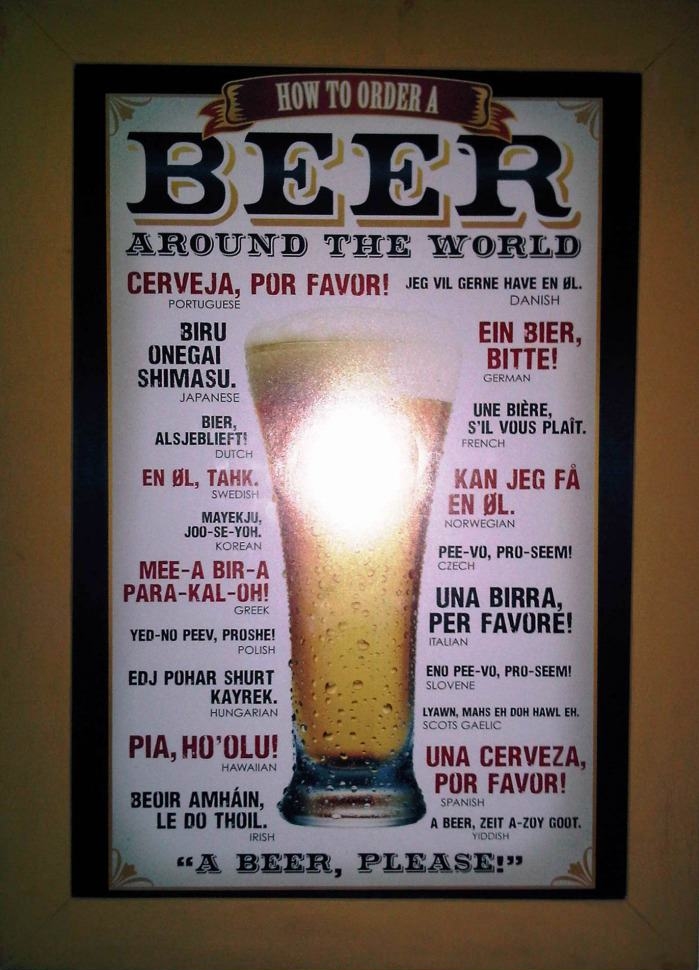 HOW TO ORDER A
BEER
AROUND THE WORLD
CERVEJA, POR FAVOR!
PORTUGUESE
JEG VIL GERNE HAVE EN ØL.
DANISH
BIRU
ONEGAI
SHIMASU.
JAPANESE
EIN BIER,
BITTE!
GERMAN
BIER,
ALSJEBLIEFT!
DUTCH
UNE BIÈRE,
S'IL VOUS PLAÎT.
FRENCH
EN ØL, TAHK.
SWEDISH
KAN JEG FÅ
EN ØL.
NORWEGIAN
MAYEKJU,
JOO-SE-YOH.
KOREAN
PEE-VO, PRO-SEEM!
CZECH
MEE-A BIR-A
PARA-KAL-OH!
GREEK
UNA BIRRA,
PER FAVORE!
ITALIAN
YED-NO PEEV, PROSHE!
POLISH
ENO PEE-VO, PRO-SEEM!
SLOVENE
EDJ POHAR SHURT
KAYREK.
HUNGARIAN
LYAWN, MAHS EH DOH HAWL EH.
SCOTS GAELIC
PIA, HO'OLU!
HAWAIIAN
UNA CERVEZA,
POR FAVOR!
SPANISH
BEOIR AMHÁIN,
LE DO THOIL.
IRISH
A BEER, ZEIT A-ZOY GOOT.
YIDDISH
"A BEER, PLEASE!"